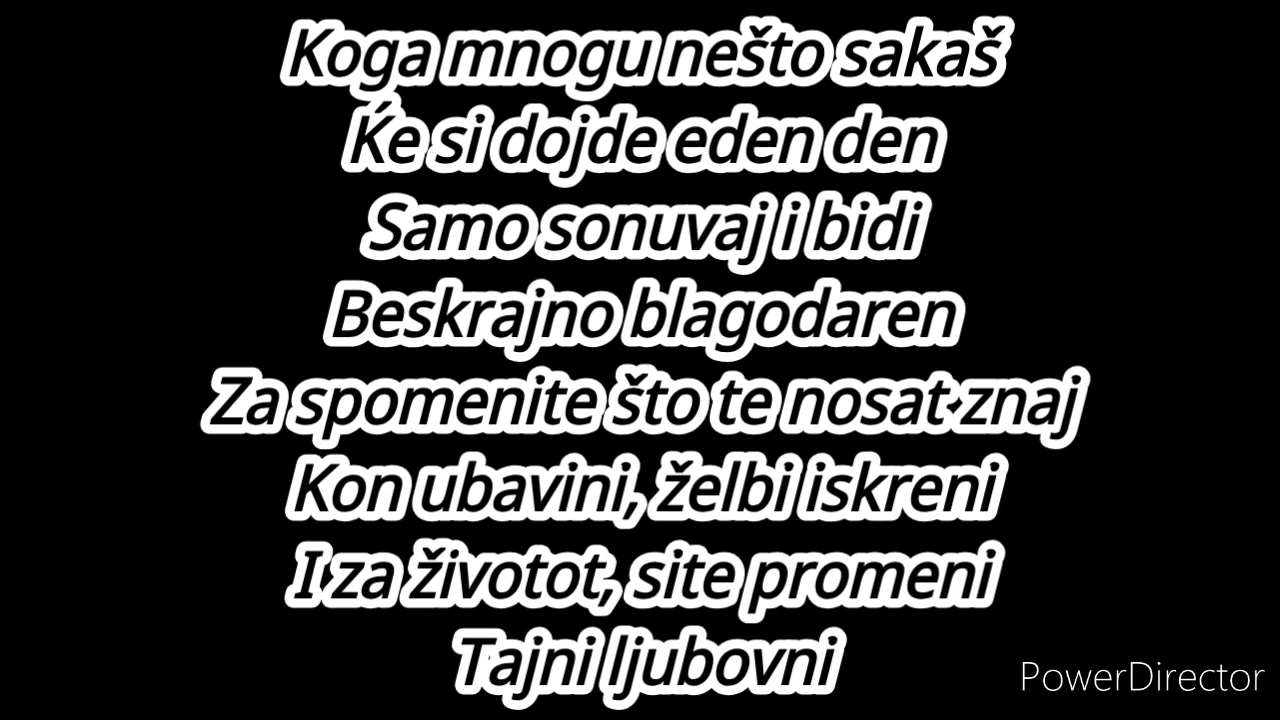 Koga mnogu nešto sakaš
Ḱe si dojde eden den
Samo sonuvaj i bidi
Beskrajno blagodaren
Za spomenite što te nosat znaj
Kon ubavini, želbi iskreni
I za životot, site promeni
Tajni ljubovni
PowerDirector